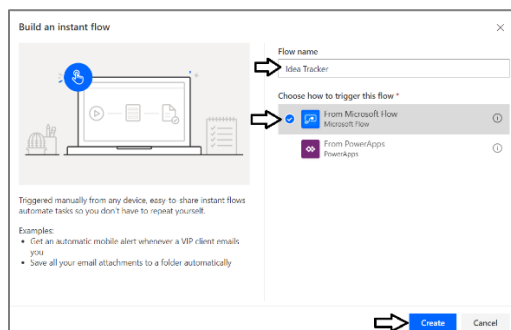 Build an instant flow
Flow name
Idea Tracker
Choose how to trigger this flow *
From Microsoft Flow
Microsoft Flow
From PowerApps
PowerApps
Triggered manually from any device, easy-to-share instant flows
automate tasks so you don't have to repeat yourself.
Examples:
• Get an automatic mobile alert whenever a VIP client emails
you
• Save all your email attachments to a folder automatically
Create
Cancel